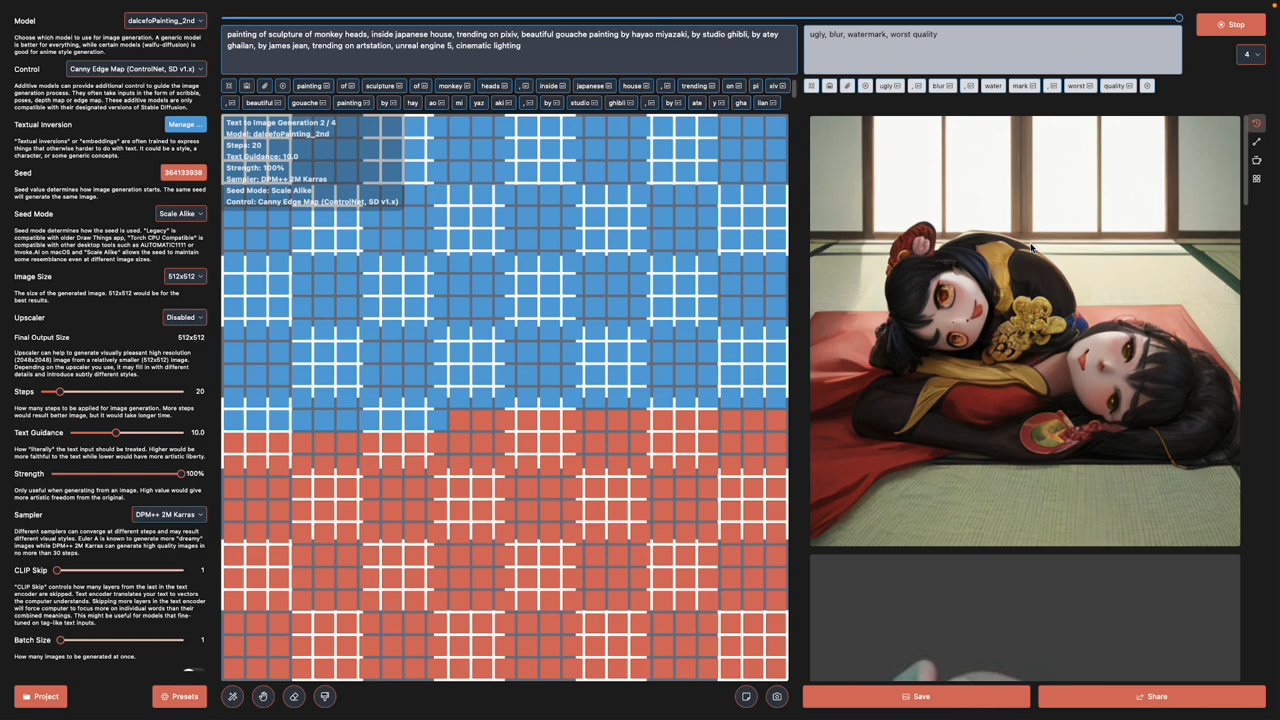 Model
dalcefoPainting_2nd
Choose which model to use for image generation. A generic model
is better for everything, while certain models (waifu-diffusion) is
good for anime style generation.
Control
Canny Edge Map (ControlNet, SD v1.x)
Additive models can provide additional control to guide the image
generation process. They often take inputs in the form of scribble,
poses, depth map or edge map. These additive models are only
compatible with their designated versions of Stable Diffusion.
Textual Inversion
Manage ...
"Textual inversions" or "embeddings" are often trained to express
things that otherwise hard to do with text. It could be a style, a
character, or some generic concepts.
Seed
364133938
Seed value determines how image generation starts. The same seed
will generate the same image.
Seed Mode
Scale Alike
Seed mode determines how the seed is used. "Legacy" is
compatible with older Draw Things app, "Torch CPU Compatible" is
compatible with other desktop tools such as AUTOMATIC1111 or
Invoke.AI on macOS and "Scale Alike" allows the seed to maintain
some resemblance even at different image sizes.
Image Size
512x512
The size of the generated image. 512x512 would be for the
best results.
Upscaler
Disabled
Final Output Size
512x512
Upscaler can help to generate visually pleasant high resolution
(2048x2048) image from a relatively smaller (512x512) image.
Depending on the upscaler you use, it may fill in with different
details and introduce subtly different styles.
Steps
20
How many steps to be applied for image generation. More steps
would result better image, but it would take longer time.
Text Guidance
10.0
How "literally" the text input should be treated. Higher would be
more faithful to the text while lower would have more artistic liberty.
Strength
100%
Only useful when generating from an image. High value would give
more artistic freedom from the original.
Sampler
DPM++ 2M Karras
Different samplers can converge at different steps and may result
different visual styles. Euler A is known to generate more "dreamy"
images while DPM++ 2M Karras can generate high quality images in
no more than 30 steps.
CLIP Skip
1
"CLIP Skip" controls how many layers from the last in the text
encoder are skipped. Text encoder translates your text to vectors
the computer understands. Skipping more layers in the text encoder
will force computer to focus more on individual words than their
combined meanings. This might be useful for models that fine-
tuned on tag-like text inputs.
Batch Size
1
How many images to be generated at once.
Project
Presets
painting of sculpture of monkey heads, inside japanese house, trending on pixiv, beautiful gouache painting by hayao miyazaki, by studio ghibli, by atey
ghailan, by james jean, trending on artstation, unreal engine 5, cinematic lighting
painting of sculpture of monkey heads , inside japanese house , trending on pi xiv
, beautiful gouache painting by hay ao mi yaz aki , by studio ghibli , by ate y gha ilan
Text to Image Generation 2 / 4
Model: dalcefoPainting_2nd
Steps: 20
Text Guidance: 10.0
Strength: 100%
Sampler: DPM++ 2M Karras
Seed Mode: Scale Alike
Control: Canny Edge Map (ControlNet, SD v1.x)
ugly, blur, watermark, worst quality
ugly , blur , water mark , worst quality
Stop
4
Save
Share